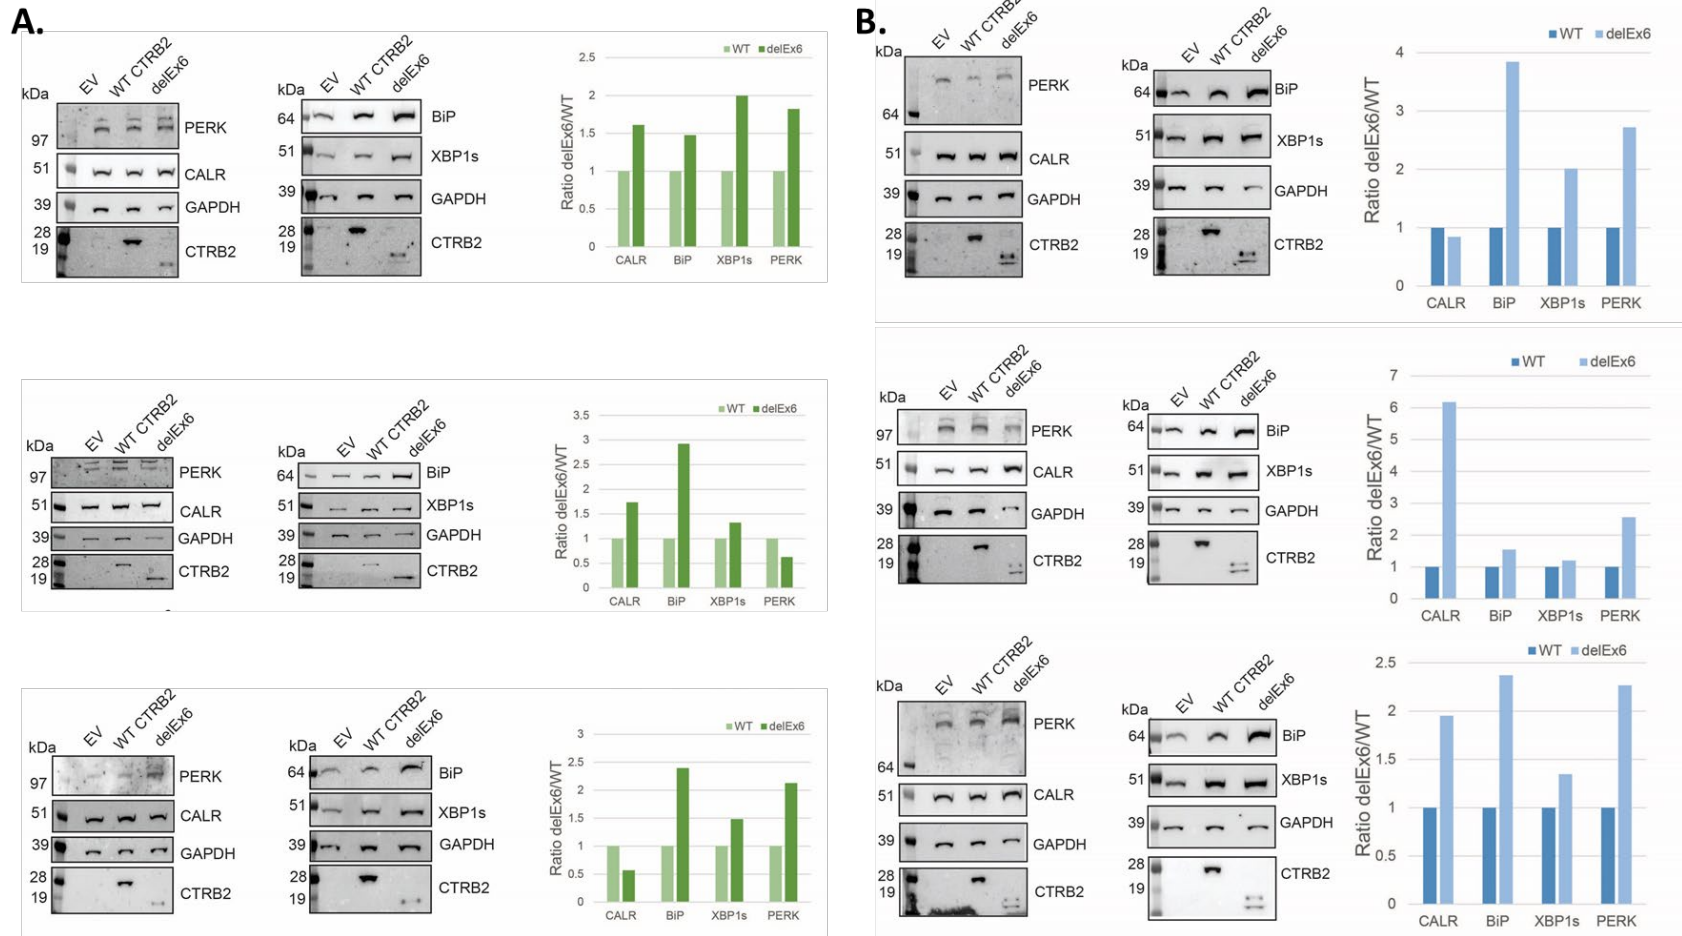 A.
EV
WT CTRB2
delEx6
kDa
97
PERK
51
CALR
39
GAPDH
28
19
CTRB2
EV
WT CTRB2
delEx6
kDa
64
BiP
51
XBP1s
39
GAPDH
28
19
CTRB2
WT delEx6
Ratio delEx6/WT
2.5
2
1.5
1
0.5
0
CALR BiP XBP1s PERK
EV
WT CTRB2
delEx6
kDa
97
PERK
51
CALR
39
GAPDH
28
19
CTRB2
EV
WT CTRB2
delEx6
kDa
64
BiP
51
XBP1s
39
GAPDH
28
19
CTRB2
WT delEx6
Ratio delEx6/WT
3.5
3
2.5
2
1.5
1
0.5
0
CALR BiP XBP1s PERK
EV
WT CTRB2
delEx6
kDa
97
PERK
51
CALR
39
GAPDH
28
19
CTRB2
EV
WT CTRB2
delEx6
kDa
64
BiP
51
XBP1s
39
GAPDH
28
19
CTRB2
WT delEx6
Ratio delEx6/WT
3
2.5
2
1.5
1
0.5
0
CALR BiP XBP1s PERK
B.
EV
WT CTRB2
delEx6
kDa
PERK
64
51
CALR
39
GAPDH
28
19
CTRB2
EV
WT CTRB2
delEx6
kDa
64
BiP
51
XBP1s
39
GAPDH
28
19
CTRB2
WT delEx6
Ratio delEx6/WT
4
3
2
1
0
CALR BiP XBP1s PERK
EV
WT CTRB2
delEx6
kDa
97
PERK
51
CALR
39
GAPDH
28
19
CTRB2
EV
WT CTRB2
delEx6
kDa
64
BiP
51
XBP1s
39
GAPDH
28
19
CTRB2
WT delEx6
Ratio delEx6/WT
7
6
5
4
3
2
1
0
CALR BiP XBP1s PERK
EV
WT CTRB2
delEx6
kDa
PERK
64
51
CALR
39
GAPDH
28
19
CTRB2
EV
WT CTRB2
delEx6
kDa
64
BiP
51
XBP1s
39
GAPDH
28
19
CTRB2
WT delEx6
Ratio delEx6/WT
2.5
2
1.5
1
0.5
0
CALR BiP XBP1s PERK